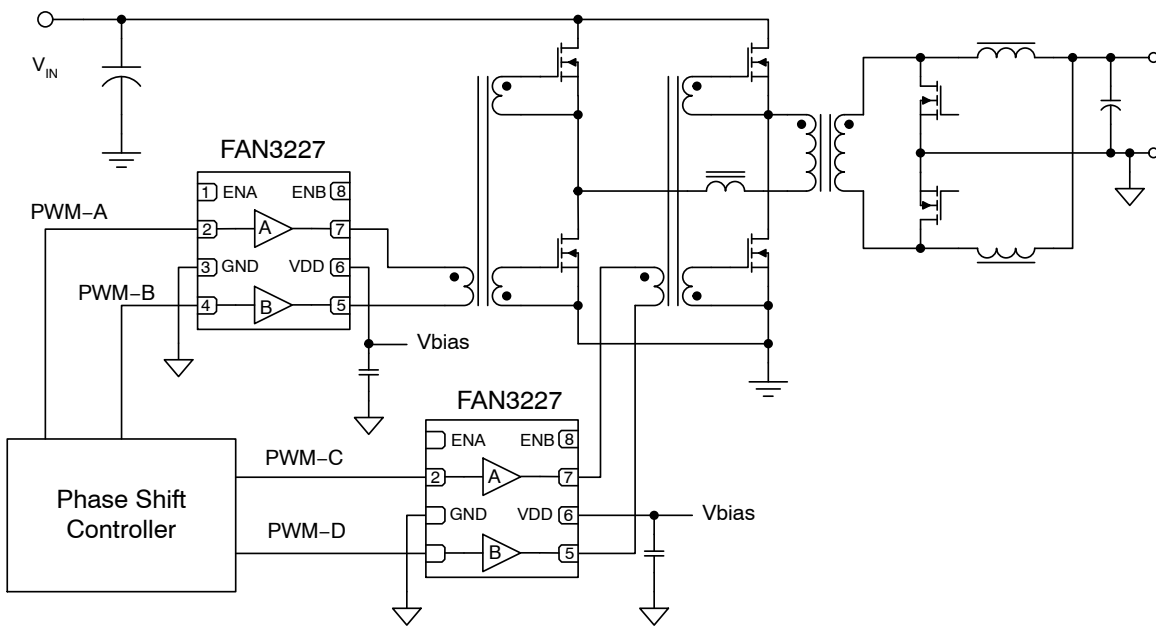 V_IN
FAN3227
1 ENA ENB 8
PWM−A
2 A 7
3 GND VDD 6
PWM−B
4 B 5
Vbias
FAN3227
ENA ENB 8
PWM−C
2 A 7
GND VDD 6
Vbias
PWM−D
B 5
Phase Shift
Controller